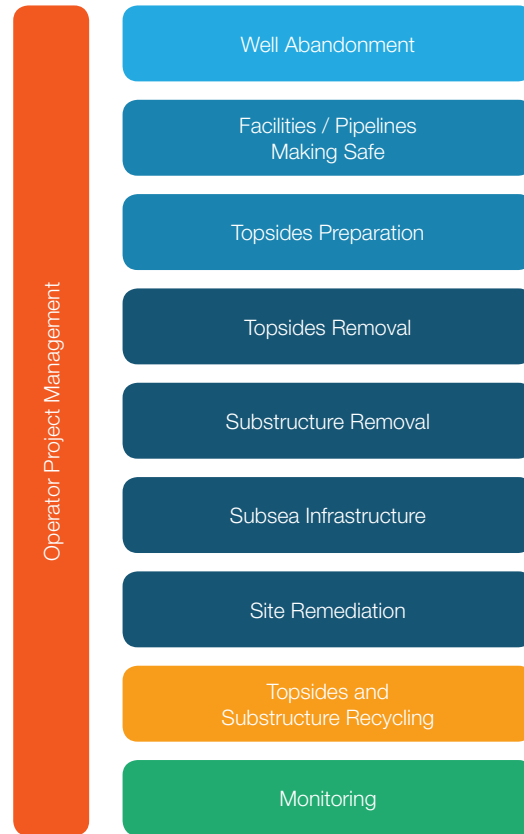 Operator Project Management
Well Abandonment
Facilities / Pipelines
Making Safe
Topsides Preparation
Topsides Removal
Substructure Removal
Subsea Infrastructure
Site Remediation
Topsides and
Substructure Recycling
Monitoring